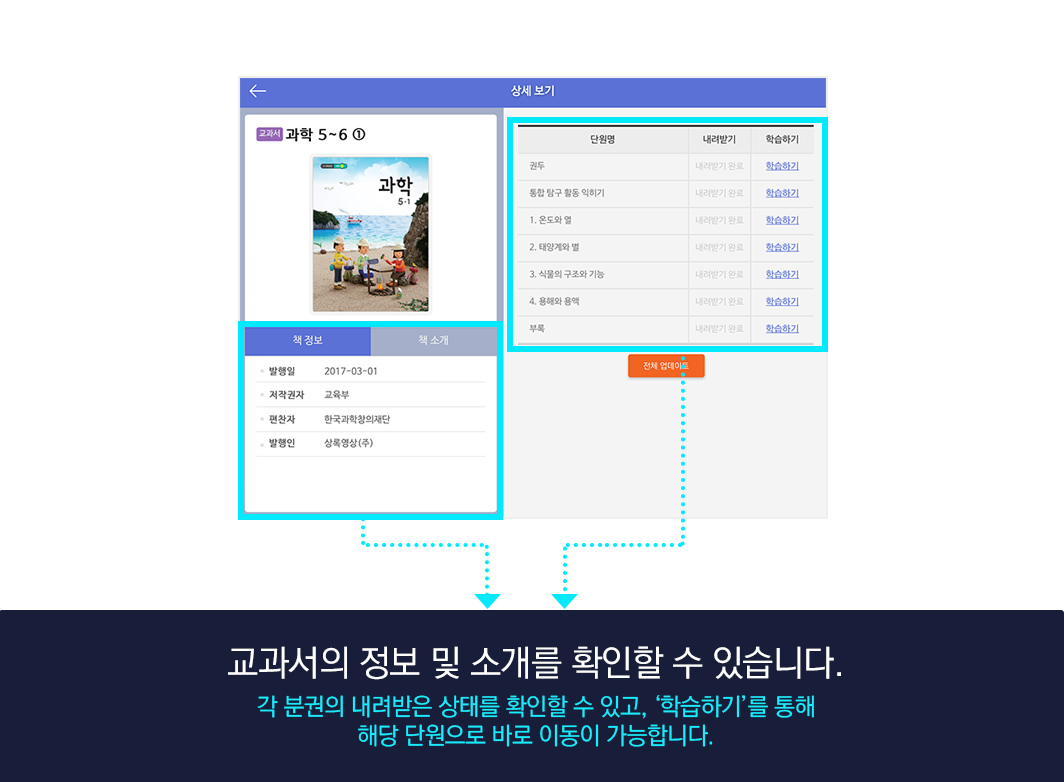 상세 보기
교과서 과학 5~6 ①
과학
5-1
책 정보 책 소개
발행일 2017-03-01
저작권자 교육부
편찬자 한국과학창의재단
발행인 상록영상(주)
단원명 내려받기 학습하기
권두 내려받기 완료 학습하기
통합 탐구 활동 익히기 내려받기 완료 학습하기
1. 온도와 열 내려받기 완료 학습하기
2. 태양계와 별 내려받기 완료 학습하기
3. 식물의 구조와 기능 내려받기 완료 학습하기
4. 용해와 용액 내려받기 완료 학습하기
부록 내려받기 완료 학습하기
전체 업데이트
교과서의 정보 및 소개를 확인할 수 있습니다.
각 분권의 내려받은 상태를 확인할 수 있고, ‘학습하기’를 통해
해당 단원으로 바로 이동이 가능합니다.